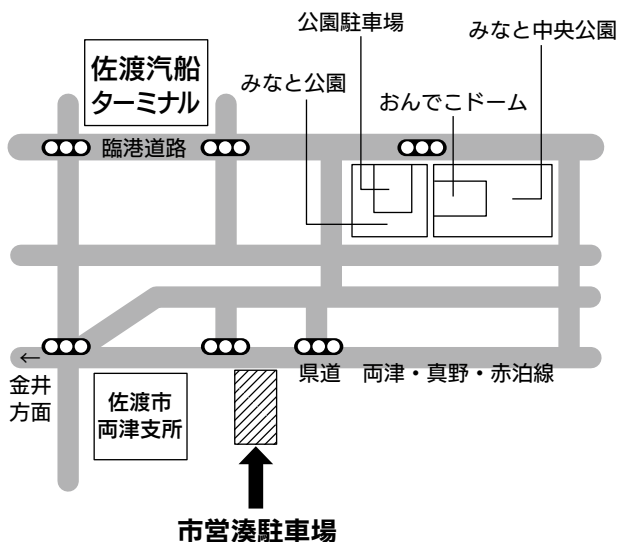 公園駐車場
みなと中央公園
佐渡汽船
ターミナル
みなと公園
おんでこドーム
臨港道路
←
金井
方面
県道　両津・真野・赤泊線
佐渡市
両津支所
市営湊駐車場